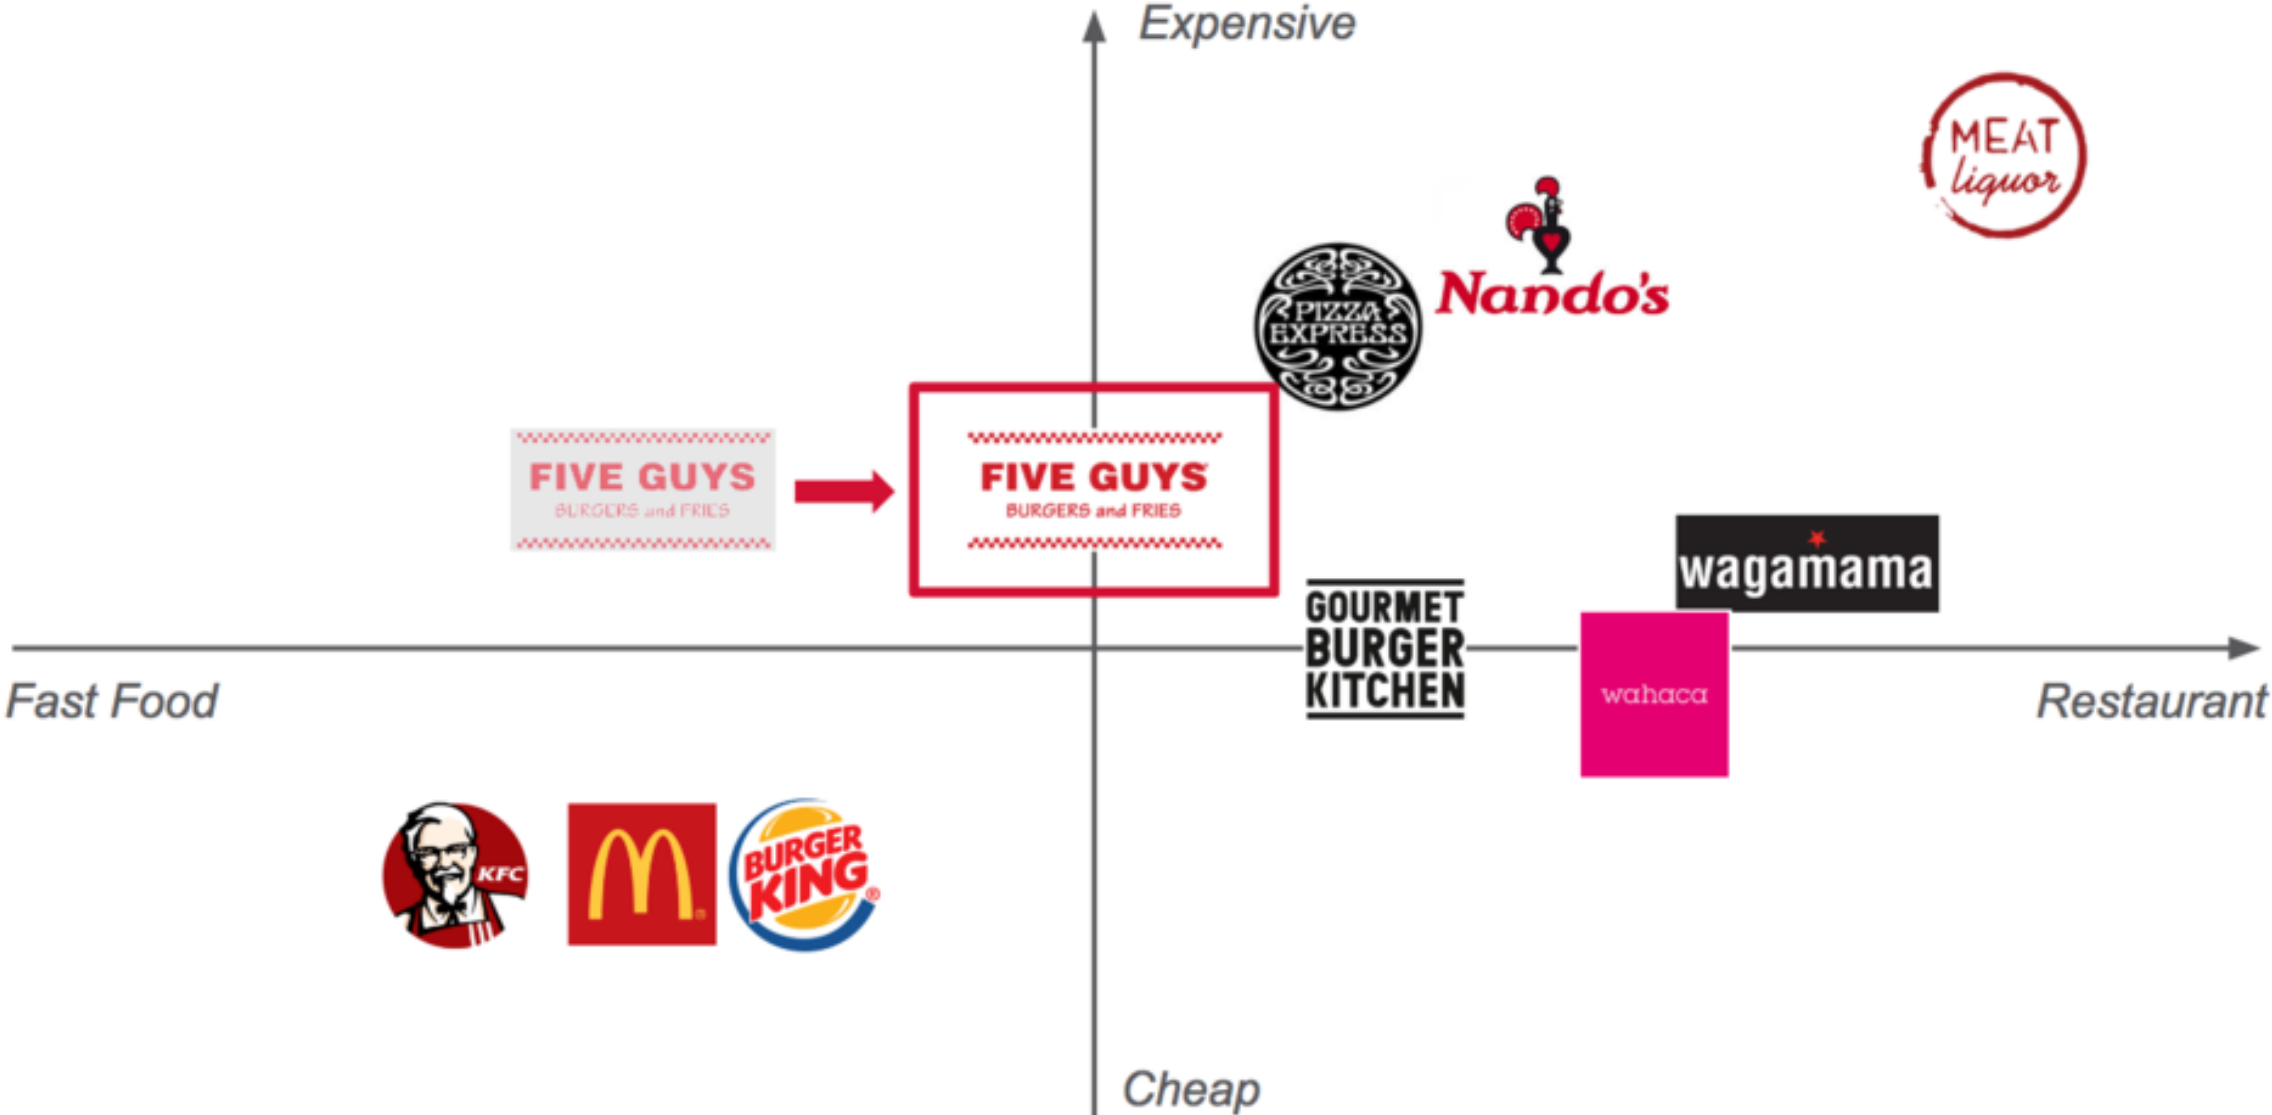 Expensive
MEAT
liquor
Nando's
PIZZA
EXPRESS
FIVE GUYS
BURGERS and FRIES
FIVE GUYS
BURGERS and FRIES
wagamama
GOURMET
BURGER
KITCHEN
wahaca
Fast Food
Restaurant
KFC
M
BURGER
KING®
Cheap